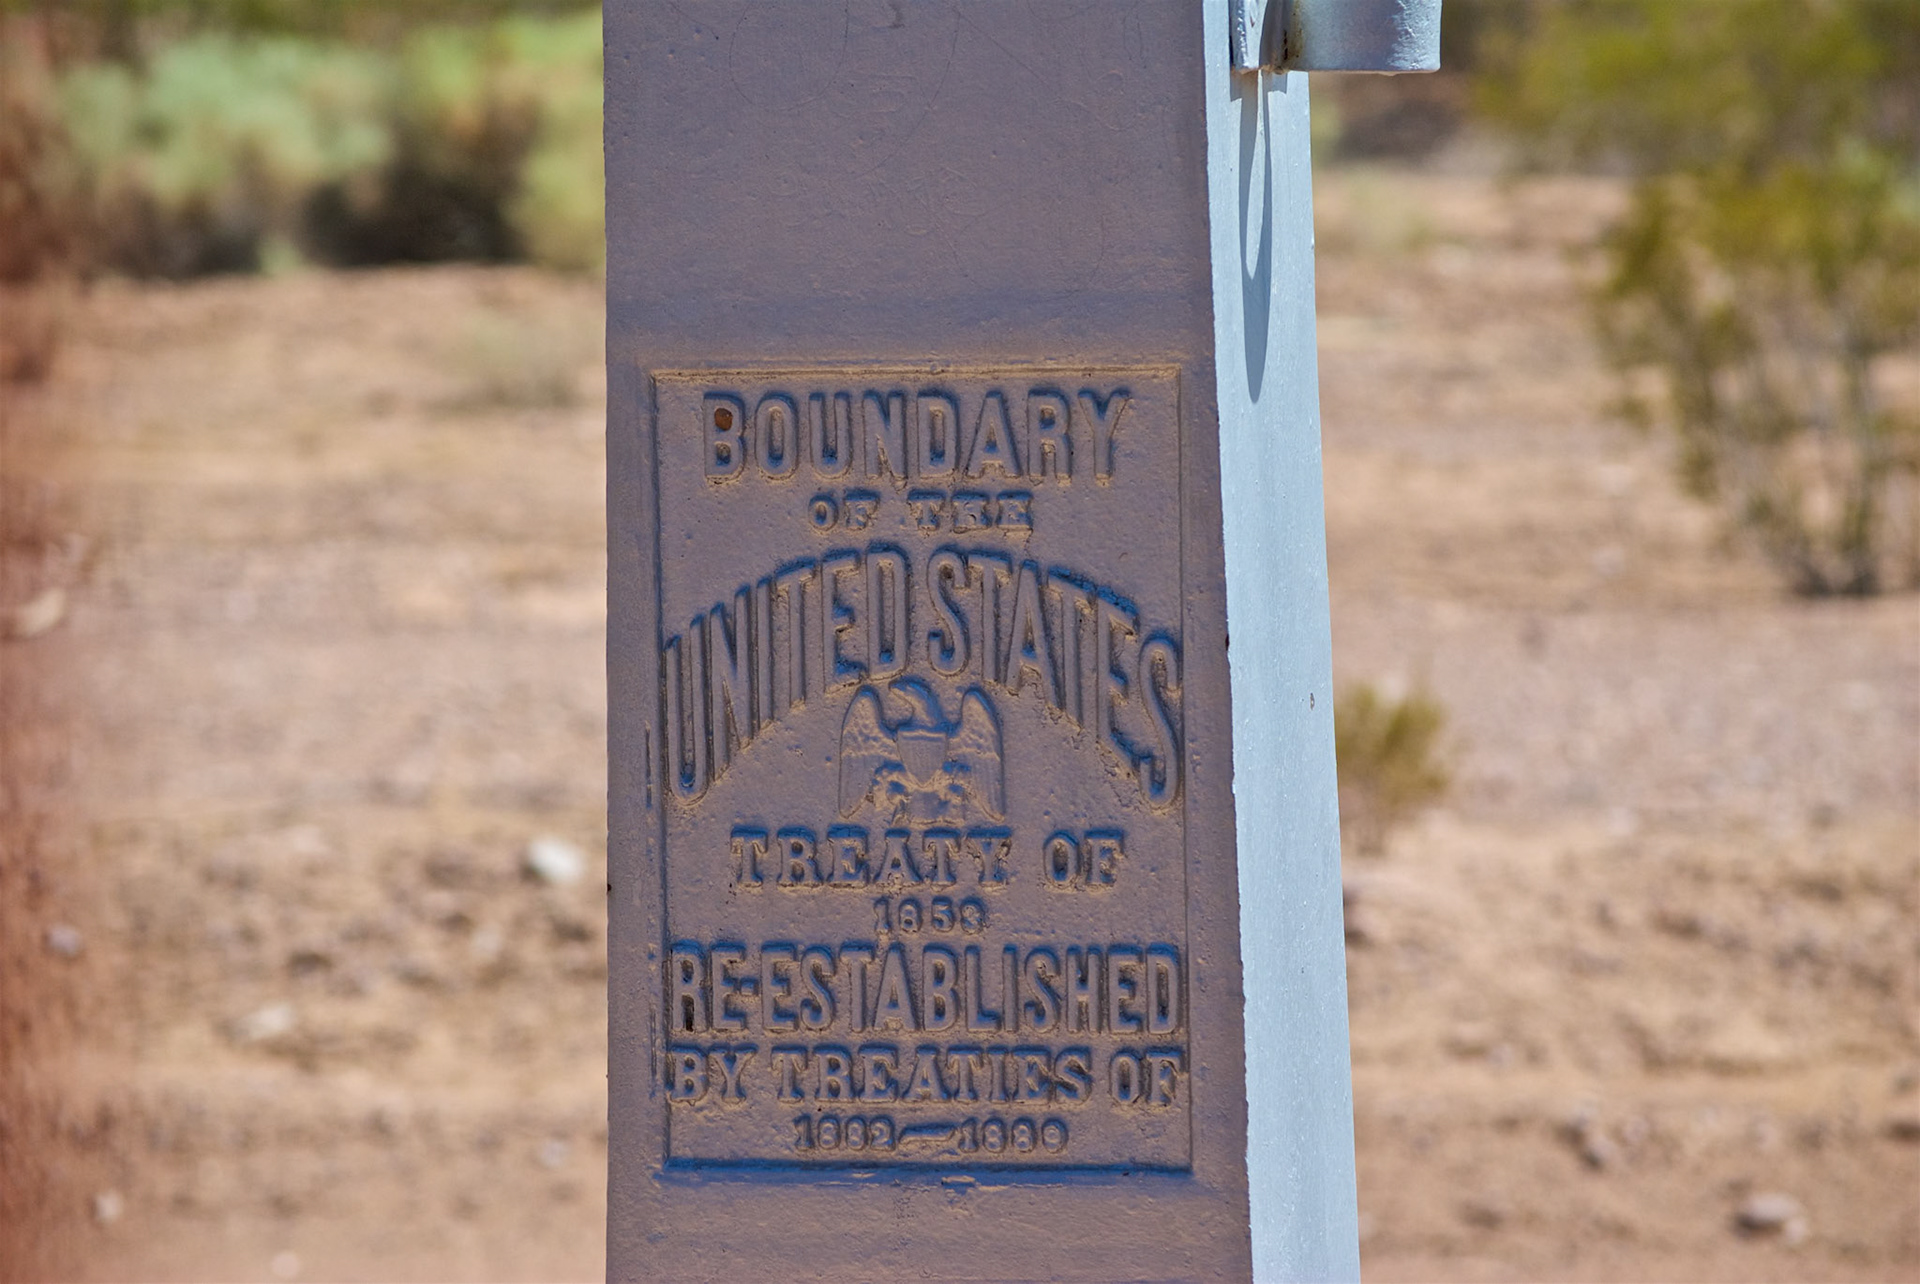 BOUNDARY
OF THE
UNITED STATES
TREATY OF
1853
RE-ESTABLISHED
BY TREATIES OF
1882—1889